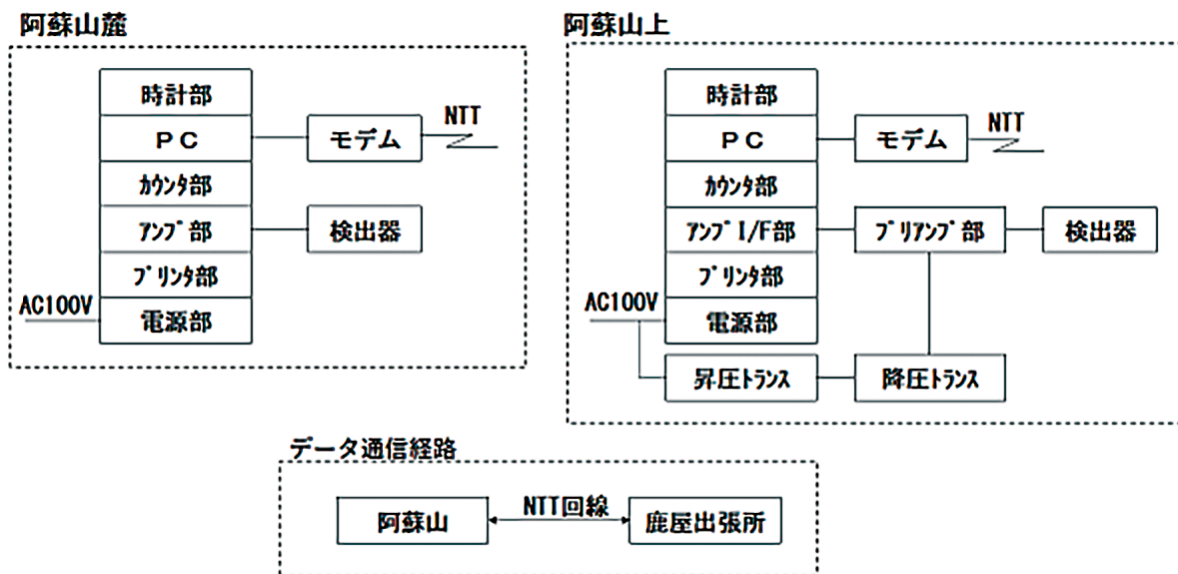 阿蘇山麓
時計部
ＰＣ
モデム
NTT
ｶｳﾝﾀ部
ｱﾝﾌﾟ部
検出器
ﾌﾟﾘﾝﾀ部
AC100V
電源部
阿蘇山上
時計部
ＰＣ
モデム
NTT
ｶｳﾝﾀ部
ｱﾝﾌﾟI/F部
ﾌﾟﾘｱﾝﾌﾟ部
検出器
ﾌﾟﾘﾝﾀ部
AC100V
電源部
昇圧ﾄﾗﾝｽ
降圧ﾄﾗﾝｽ
データ通信経路
阿蘇山
NTT回線
鹿屋出張所